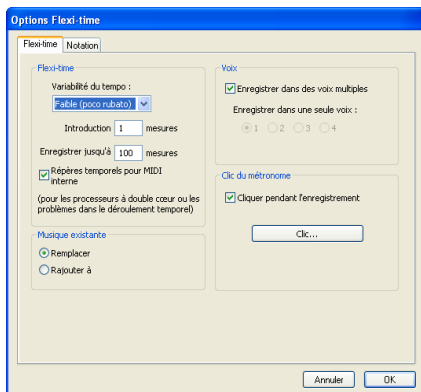 Options Flexi-time
Flexi-time
Notation
Flexi-time
Variabilité du tempo :
Faible (poco rubato)
Introduction 1 mesures
Enregistrer jusqu'à 100 mesures
Répères temporels pour MIDI
interne
(pour les processeurs à double cœur ou les
problèmes dans le déroulement temporel)
Musique existante
Remplacer
Rajouter à
Voix
Enregistrer dans des voix multiples
Enregistrer dans une seule voix :
1 2 3 4
Clic du métronome
Cliquer pendant l'enregistrement
Clic...
Annuler
OK